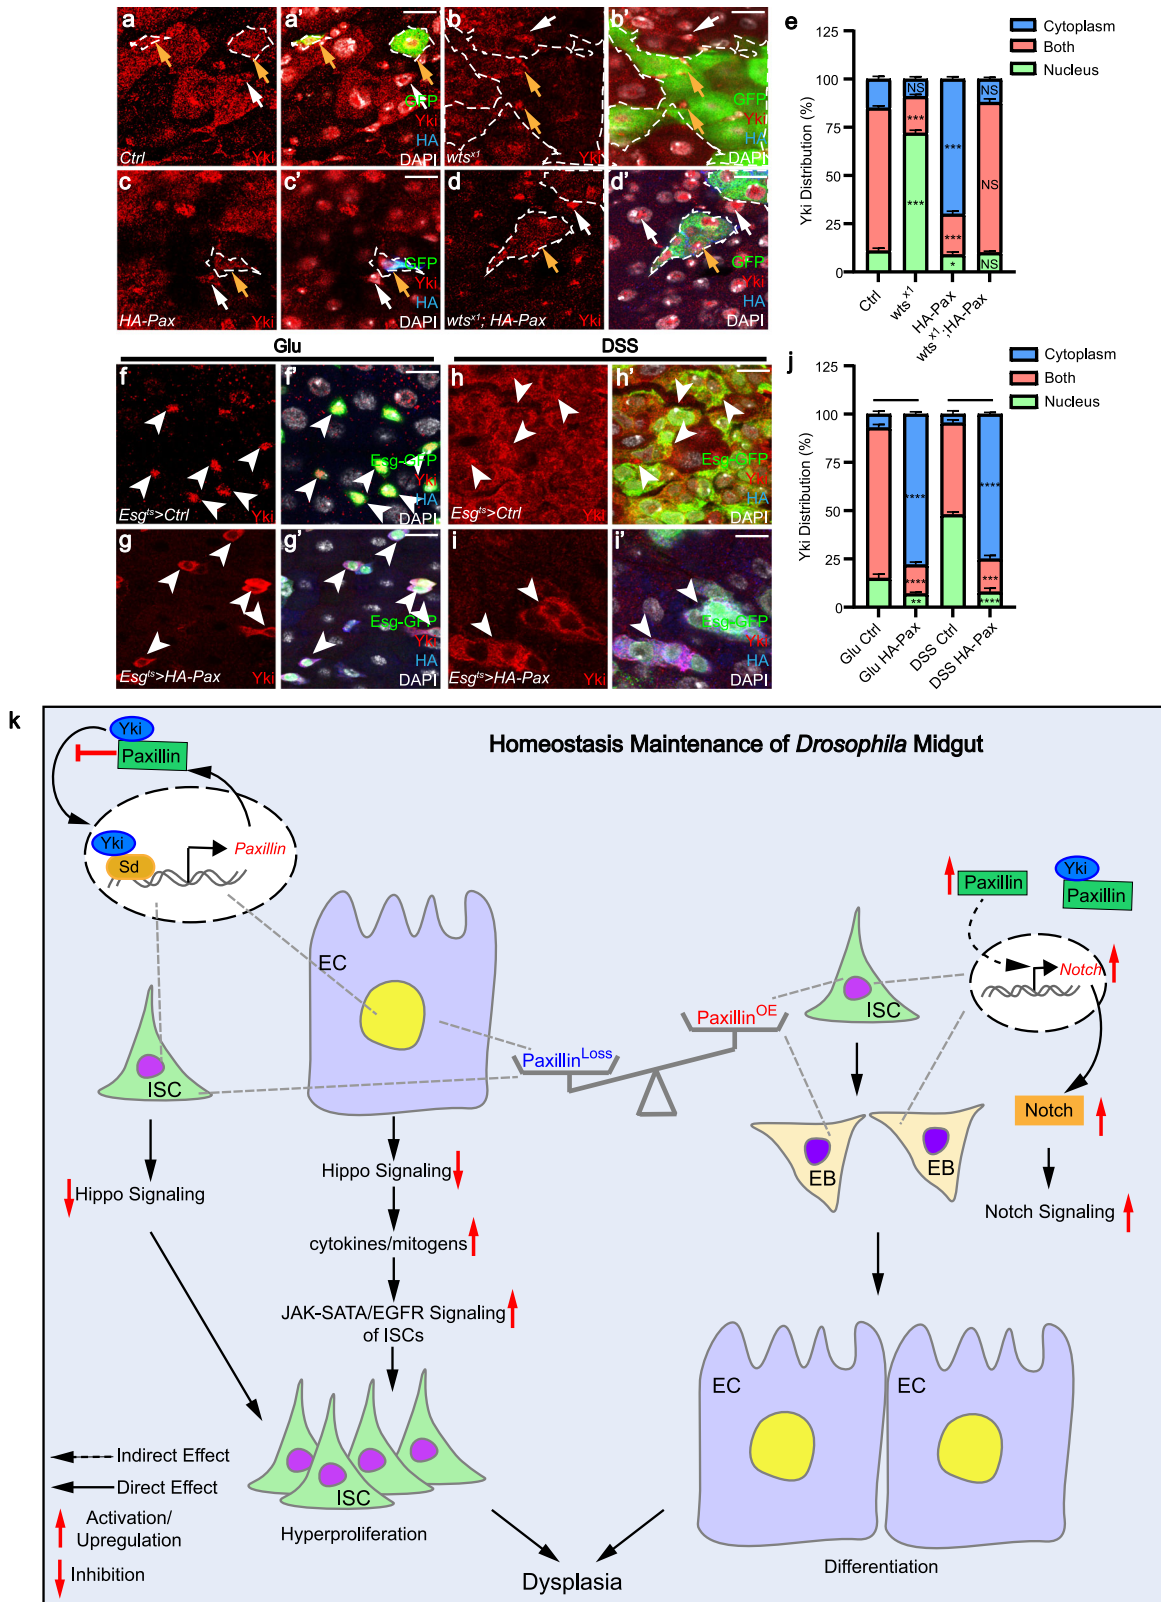 a
Ctrl
Yki
a'
GFP
Yki
HA
DAPI
b
wts^x1
Yki
b'
GFP
Yki
HA
DAPI
c
HA-Pax
Yki
c'
GFP
Yki
HA
DAPI
d
wts^x1; HA-Pax
Yki
d'
GFP
Yki
HA
DAPI
e
Cytoplasm
Both
Nucleus
Yki Distribution (%)
125
100
75
50
25
0
NS
***
***
***
***
*
NS
NS
NS
Ctrl
wts^x1
HA-Pax
wts^x1;HA-Pax
Glu
DSS
f
Esg^ts>Ctrl
Yki
f'
Esg-GFP
Yki
HA
DAPI
h
Esg^ts>Ctrl
Yki
h'
Esg-GFP
Yki
HA
DAPI
g
Esg^ts>HA-Pax
Yki
g'
Esg-GFP
Yki
HA
DAPI
i
Esg^ts>HA-Pax
Yki
i'
Esg-GFP
Yki
HA
DAPI
j
Cytoplasm
Both
Nucleus
Yki Distribution (%)
125
100
75
50
25
0
****
****
**
****
***
****
Glu Ctrl
Glu HA-Pax
DSS Ctrl
DSS HA-Pax
k
Homeostasis Maintenance of Drosophila Midgut
Yki
Paxillin
Yki
Sd
Paxillin
EC
ISC
Paxillin^Loss
Paxillin^OE
ISC
Paxillin
Yki
Paxillin
Notch
Notch
Notch Signaling
EB
EB
Hippo Signaling
Hippo Signaling
cytokines/mitogens
JAK-SATA/EGFR Signaling
of ISCs
ISC
Hyperproliferation
EC
EC
Differentiation
Dysplasia
Indirect Effect
Direct Effect
Activation/
Upregulation
Inhibition